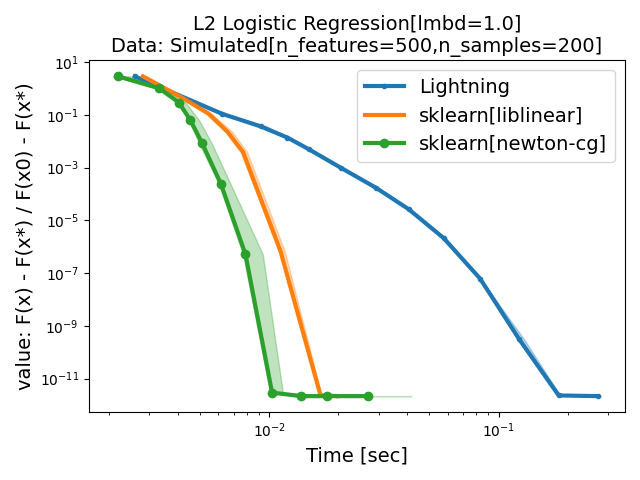 L2 Logistic Regression[lmbd=1.0]
Data: Simulated[n_features=500,n_samples=200]
value: F(x) - F(x*) / F(x0) - F(x*)
10¹
10⁻¹
10⁻³
10⁻⁵
10⁻⁷
10⁻⁹
10⁻¹¹
Lightning
sklearn[liblinear]
sklearn[newton-cg]
10⁻²
10⁻¹
Time [sec]